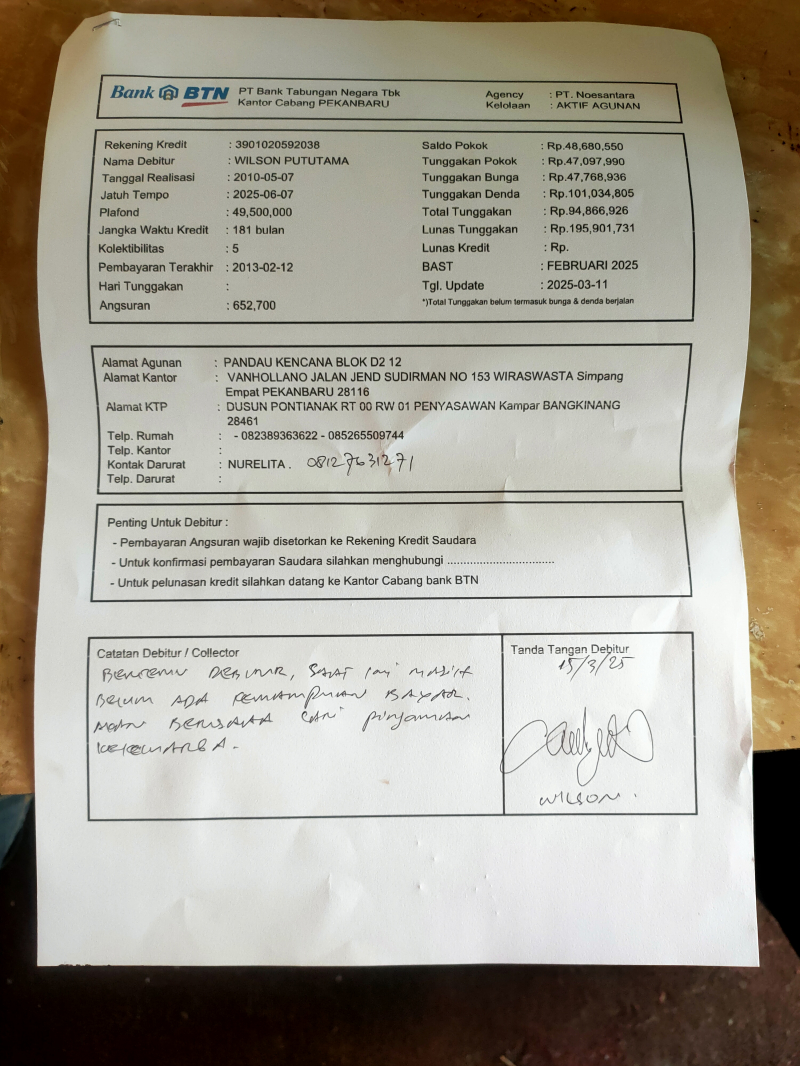 Bank BTN PT Bank Tabungan Negara Tbk
Kantor Cabang PEKANBARU
Agency : PT. Noesantara
Kelolaan : AKTIF AGUNAN
Rekening Kredit : 3901020592038
Nama Debitur : WILSON PUTUTAMA
Tanggal Realisasi : 2010-05-07
Jatuh Tempo : 2025-06-07
Plafond : 49,500,000
Jangka Waktu Kredit : 181 bulan
Kolektibilitas : 5
Pembayaran Terakhir : 2013-02-12
Hari Tunggakan :
Angsuran : 652,700
Saldo Pokok : Rp.48,680,550
Tunggakan Pokok : Rp.47,097,990
Tunggakan Bunga : Rp.47,768,936
Tunggakan Denda : Rp.101,034,805
Total Tunggakan : Rp.94,866,926
Lunas Tunggakan : Rp.195,901,731
Lunas Kredit : Rp.
BAST : FEBRUARI 2025
Tgl. Update : 2025-03-11
*)Total Tunggakan belum termasuk bunga & denda berjalan
Alamat Agunan : PANDAU KENCANA BLOK D2 12
Alamat Kantor : VANHOLLANO JALAN JEND SUDIRMAN NO 153 WIRASWASTA Simpang
Empat PEKANBARU 28116
Alamat KTP : DUSUN PONTIANAK RT 00 RW 01 PENYASAWAN Kampar BANGKINANG
28461
Telp. Rumah : - 082389363622 - 085265509744
Telp. Kantor :
Kontak Darurat : NURELITA . 08127631271
Telp. Darurat :
Penting Untuk Debitur :
- Pembayaran Angsuran wajib disetorkan ke Rekening Kredit Saudara
- Untuk konfirmasi pembayaran Saudara silahkan menghubungi ................................
- Untuk pelunasan kredit silahkan datang ke Kantor Cabang bank BTN
Catatan Debitur / Collector
BERTEMU DEBITUR, SAAT ini MASIH
BELUM ADA KEMAMPUAN BAYAR.
BERUSAHA CARI pinjaman
KEKELUARGA.
Tanda Tangan Debitur
15/3/25
WILSON.